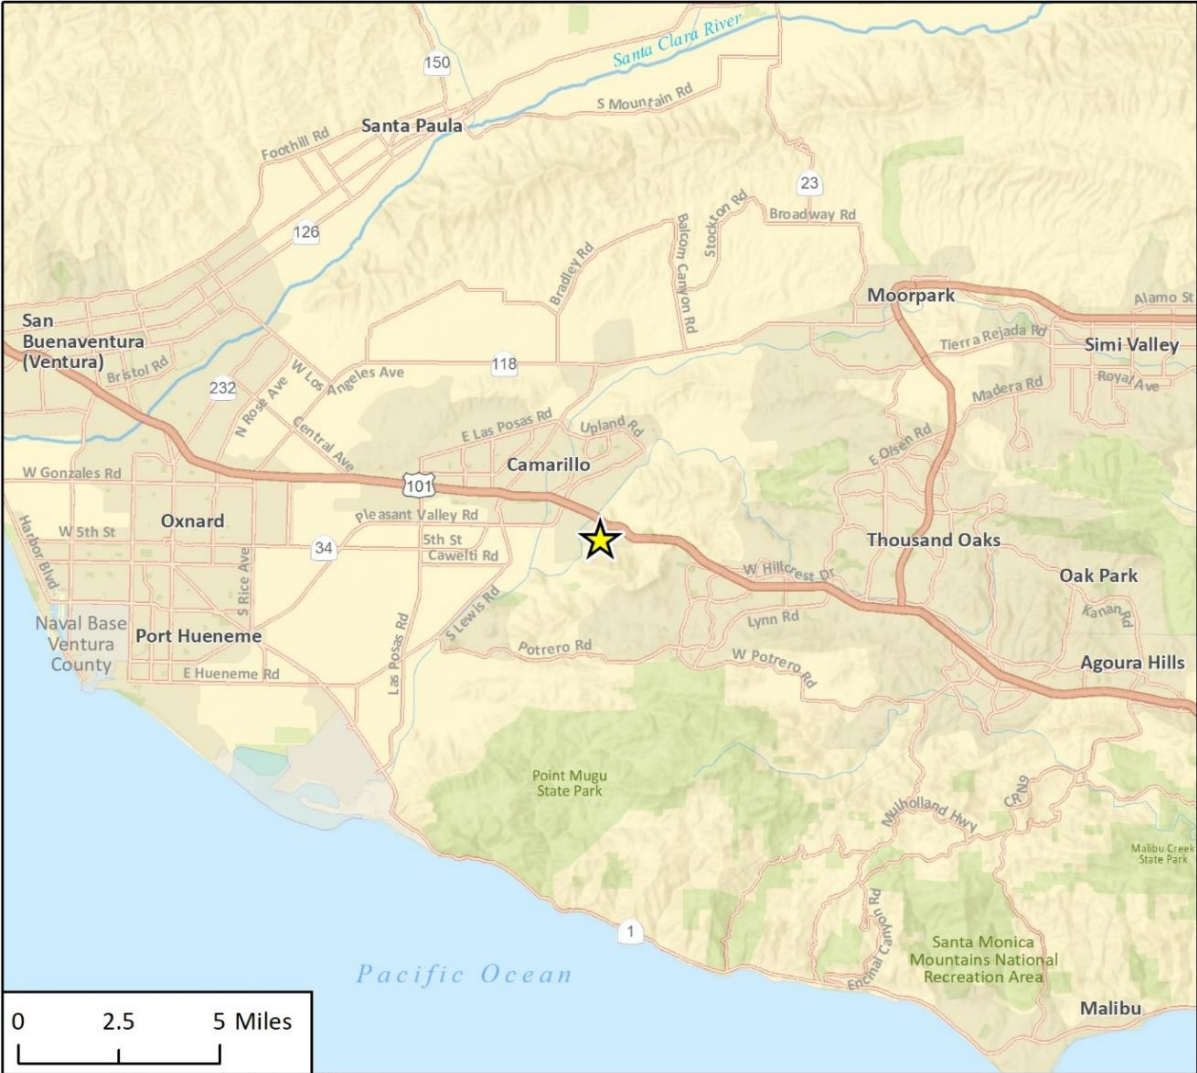 Santa Clara River
150
S Mountain Rd
Santa Paula
Foothill Rd
23
Stockton Rd
Broadway Rd
126
Balcom Canyon Rd
Bradley Rd
Moorpark
Alamo St
San
Buenaventura
(Ventura)
Tierra Rejada Rd
Simi Valley
Bristol Rd
118
W Los Angeles Ave
232
N Rose Ave
Madera Rd
Royal Ave
E Las Posas Rd
Upland Rd
Central Ave
E Olsen Rd
Camarillo
W Gonzales Rd
101
Pleasant Valley Rd
Oxnard
W 5th St
34
5th St
Cawelti Rd
Thousand Oaks
Harbor Blvd
S Rice Ave
W Hillcrest Dr
Oak Park
S Lewis Rd
Kanan Rd
Lynn Rd
Naval Base
Ventura
County
Port Hueneme
Las Posas Rd
Potrero Rd
W Potrero Rd
Agoura Hills
E Hueneme Rd
Point Mugu
State Park
CR N9
Mulholland Hwy
Malibu Creek
State Park
Encinal Canyon Rd
1
Santa Monica
Mountains National
Recreation Area
Pacific Ocean
Malibu
0 2.5 5 Miles